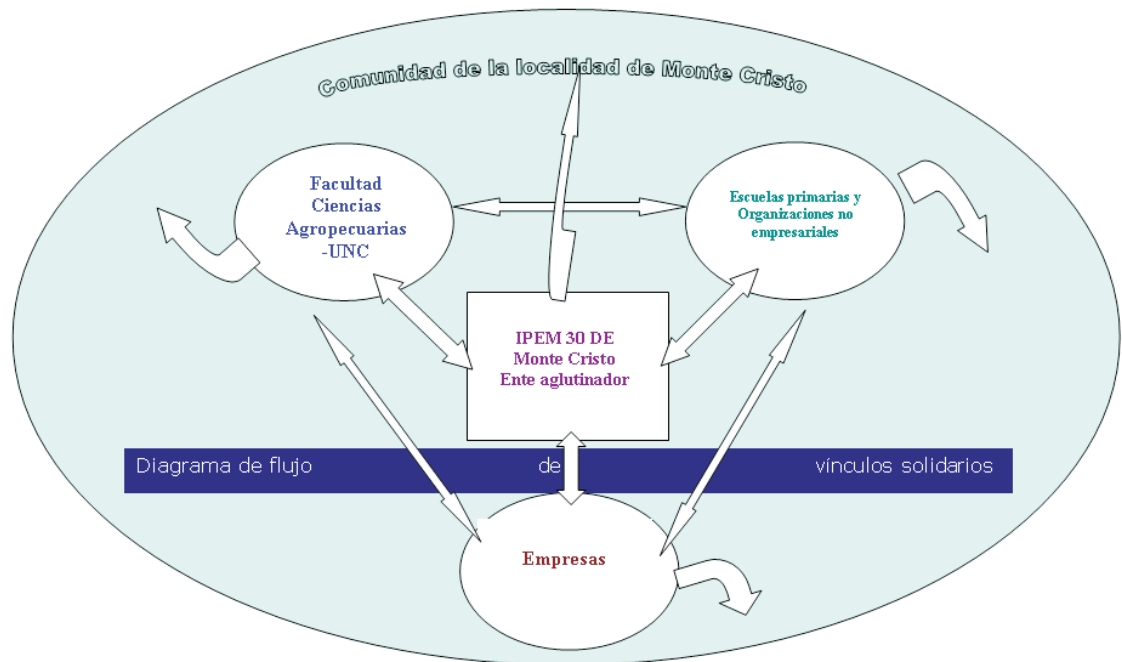 Comunidad de la localidad de Monte Cristo
Facultad
Ciencias
Agropecuarias
-UNC
Escuelas primarias y
Organizaciones no
empresariales
IPEM 30 DE
Monte Cristo
Ente aglutinador
Diagrama de flujo de vínculos solidarios
Empresas